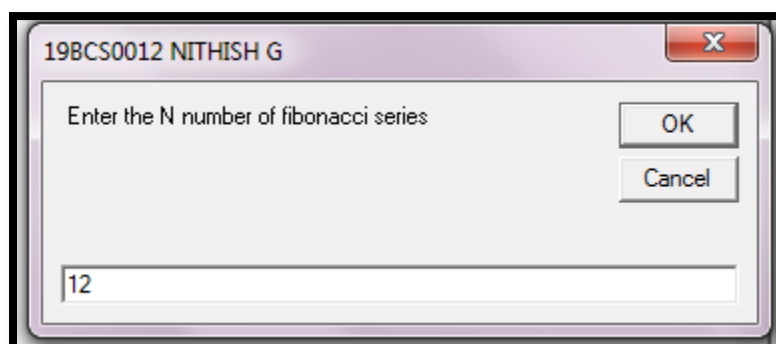 19BCS0012 NITHISH G
Enter the N number of fibonacci series
OK
Cancel
12